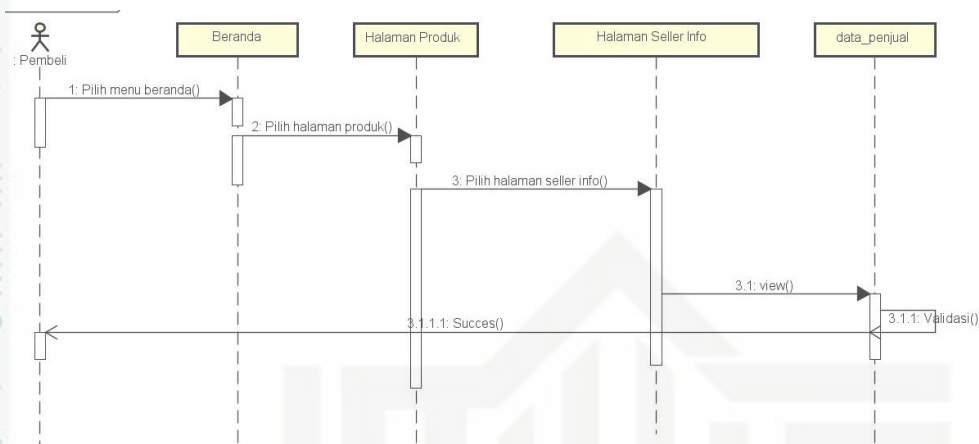 Beranda
Halaman Produk
Halaman Seller Info
data_penjual
: Pembeli
1: Pilih menu beranda()
2: Pilih halaman produk()
3: Pilih halaman seller info()
3.1: view()
3.1.1: Validasi()
3.1.1.1: Succes()